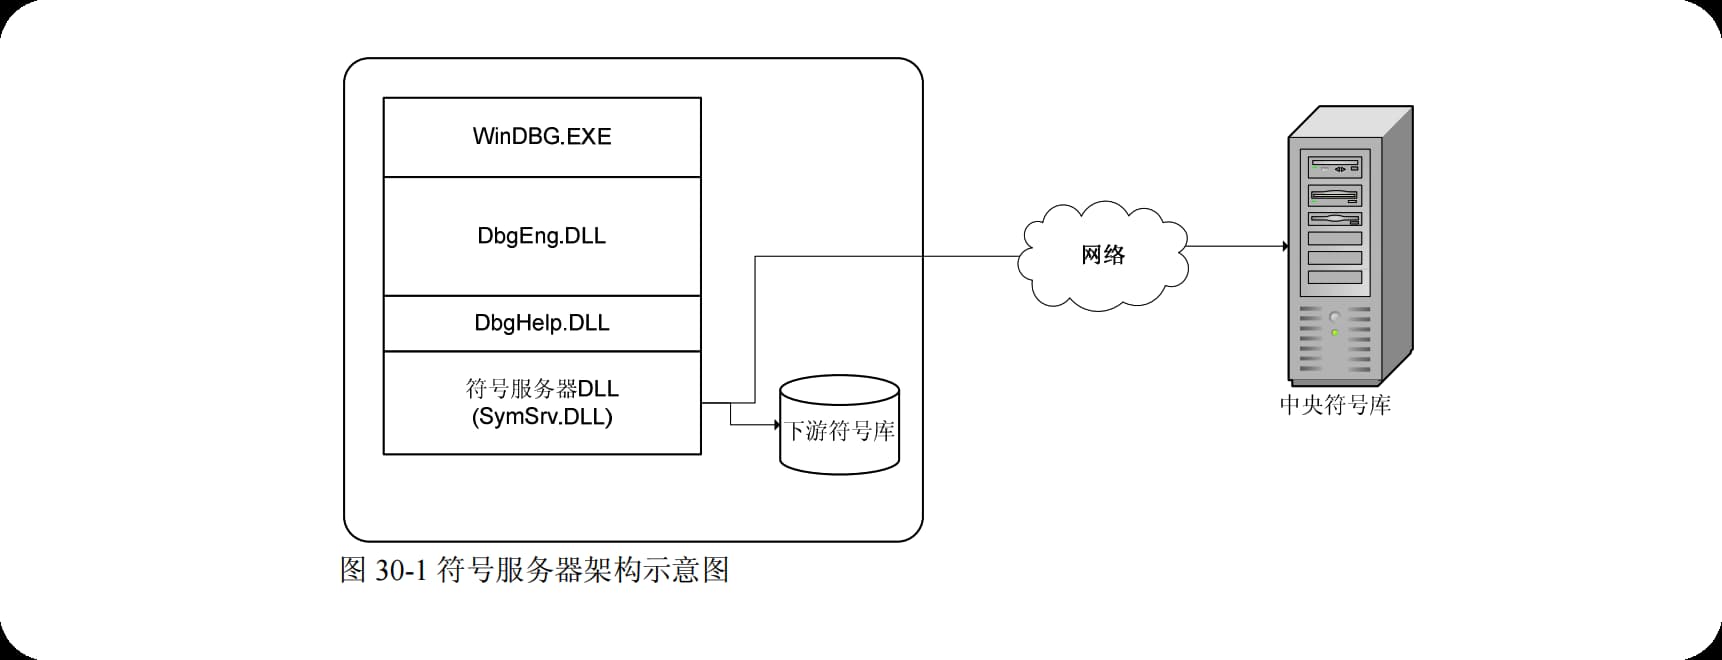 WinDBG.EXE
DbgEng.DLL
DbgHelp.DLL
符号服务器DLL
(SymSrv.DLL)
下游符号库
网络
中央符号库
图 30-1 符号服务器架构示意图